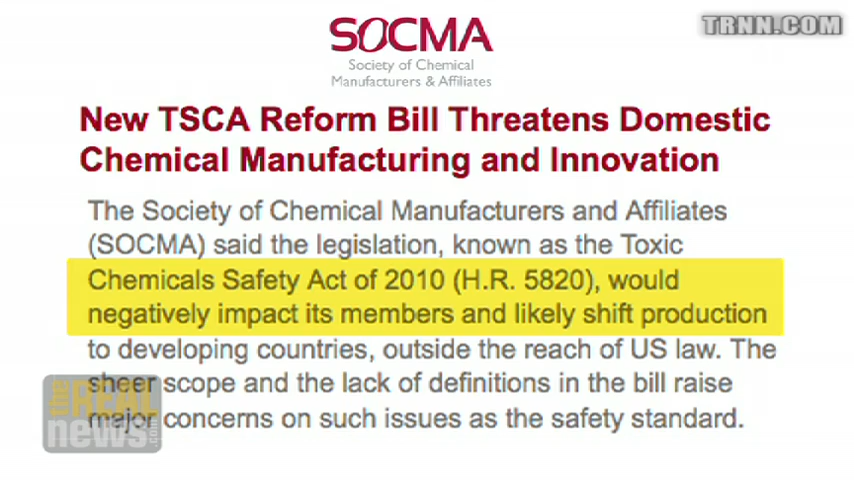 SOCMA
TRNN.COM
Society of Chemical
Manufacturers & Affiliates
New TSCA Reform Bill Threatens Domestic
Chemical Manufacturing and Innovation
The Society of Chemical Manufacturers and Affiliates
(SOCMA) said the legislation, known as the Toxic
Chemicals Safety Act of 2010 (H.R. 5820), would
negatively impact its members and likely shift production
to developing countries, outside the reach of US law. The
sheer scope and the lack of definitions in the bill raise
major concerns on such issues as the safety standard.
the REAL
news.com